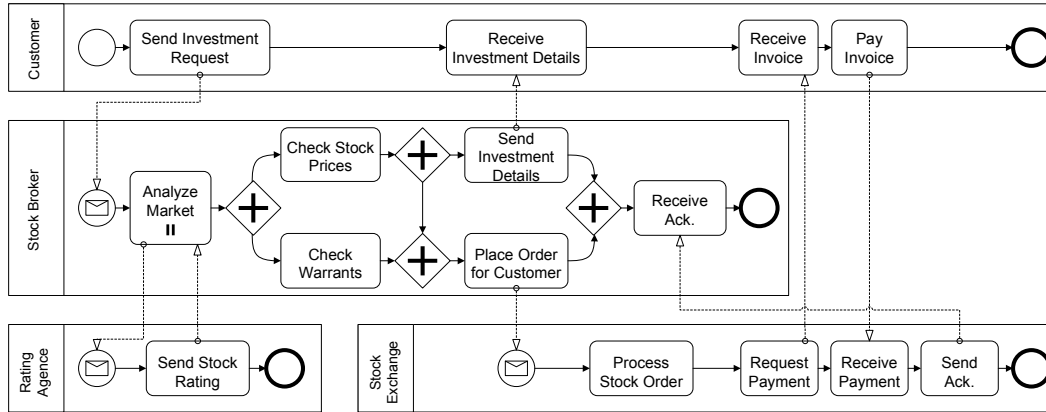 Customer
Send Investment
Request
Receive
Investment Details
Receive
Invoice
Pay
Invoice
Stock Broker
Analyze
Market
Check Stock
Prices
Check
Warrants
Send
Investment
Details
Place Order
for Customer
Receive
Ack.
Rating
Agence
Send Stock
Rating
Stock
Exchange
Process
Stock Order
Request
Payment
Receive
Payment
Send
Ack.